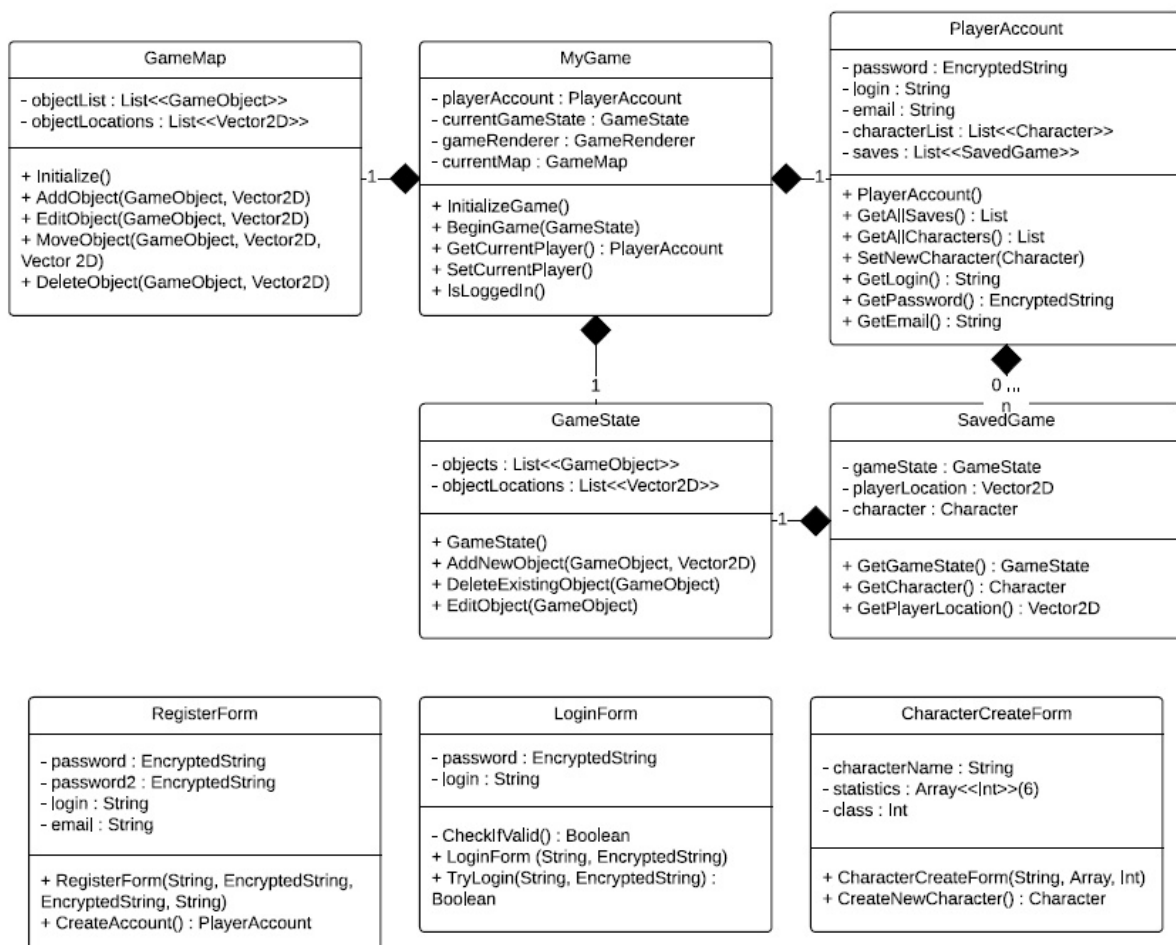 GameMap
- objectList : List<<GameObject>>
- objectLocations : List<<Vector2D>>
+ Initialize()
+ AddObject(GameObject, Vector2D)
+ EditObject(GameObject, Vector2D)
+ MoveObject(GameObject, Vector2D,
Vector 2D)
+ DeleteObject(GameObject, Vector2D)
1
MyGame
- playerAccount : PlayerAccount
- currentGameState : GameState
- gameRenderer : GameRenderer
- currentMap : GameMap
+ InitializeGame()
+ BeginGame(GameState)
+ GetCurrentPlayer() : PlayerAccount
+ SetCurrentPlayer()
+ IsLoggedIn()
1
PlayerAccount
- password : EncryptedString
- login : String
- email : String
- characterList : List<<Character>>
- saves : List<<SavedGame>>
+ PlayerAccount()
+ GetAllSaves() : List
+ GetAllCharacters() : List
+ SetNewCharacter(Character)
+ GetLogin() : String
+ GetPassword() : EncryptedString
+ GetEmail() : String
1
0 ...
n
GameState
- objects : List<<GameObject>>
- objectLocations : List<<Vector2D>>
+ GameState()
+ AddNewObject(GameObject, Vector2D)
+ DeleteExistingObject(GameObject)
+ EditObject(GameObject)
1
SavedGame
- gameState : GameState
- playerLocation : Vector2D
- character : Character
+ GetGameState() : GameState
+ GetCharacter() : Character
+ GetPlayerLocation() : Vector2D
RegisterForm
- password : EncryptedString
- password2 : EncryptedString
- login : String
- email : String
+ RegisterForm(String, EncryptedString,
EncryptedString, String)
+ CreateAccount() : PlayerAccount
LoginForm
- password : EncryptedString
- login : String
- CheckIfValid() : Boolean
+ LoginForm (String, EncryptedString)
+ TryLogin(String, EncryptedString) :
Boolean
CharacterCreateForm
- characterName : String
- statistics : Array<<Int>>(6)
- class : Int
+ CharacterCreateForm(String, Array, Int)
+ CreateNewCharacter() : Character